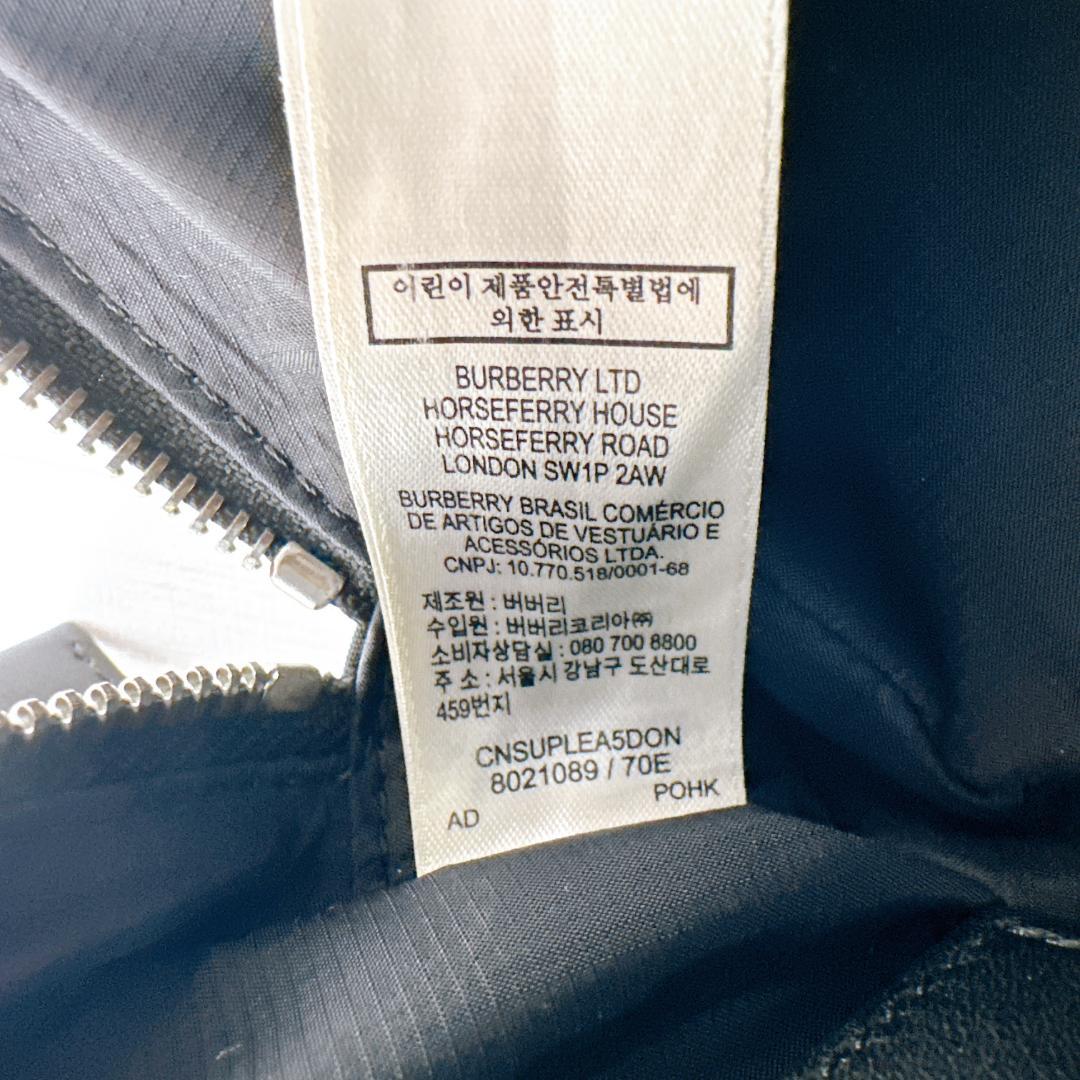 어린이 제품안전특별법에
의한 표시
BURBERRY LTD
HORSEFERRY HOUSE
HORSEFERRY ROAD
LONDON SW1P 2AW
BURBERRY BRASIL COMÉRCIO
DE ARTIGOS DE VESTUÁRIO E
ACESSÓRIOS LTDA.
CNPJ: 10.770.518/0001-68
제조원 : 버버리
수입원 : 버버리코리아㈜
소비자상담실 : 080 700 8800
주 소 : 서울시 강남구 도산대로
459번지
CNSUPLEA5DON
8021089 / 70E
POHK
AD